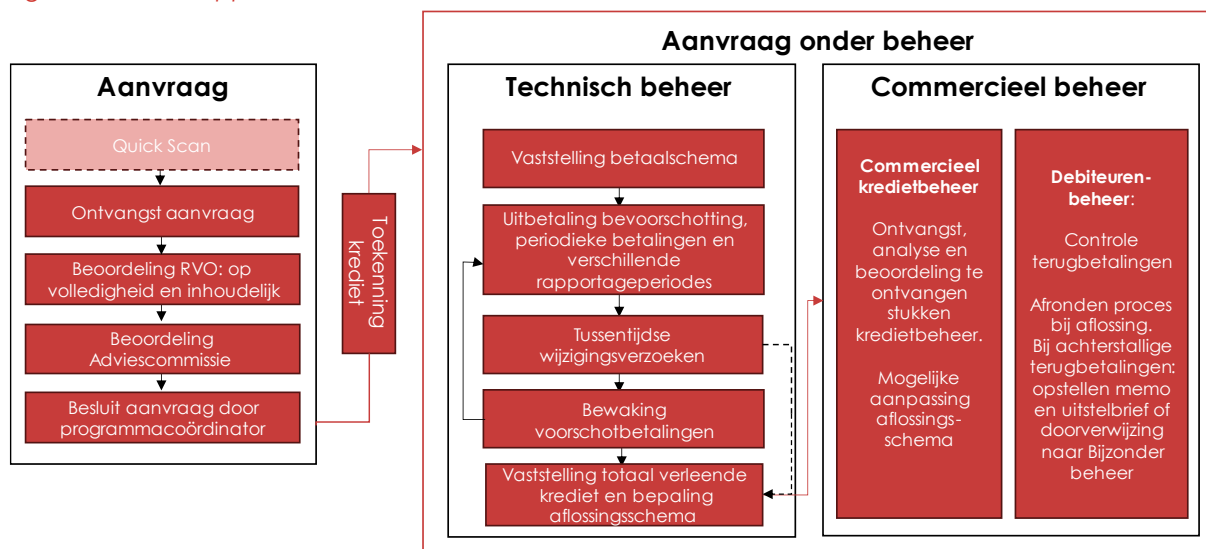 Aanvraag onder beheer
Aanvraag
Quick Scan
Ontvangst aanvraag
Beoordeling RVO: op
volledigheid en inhoudelijk
Beoordeling
Adviescommissie
Besluit aanvraag door
programmacoördinator
Toekenning
krediet
Technisch beheer
Vaststelling betaalschema
Uitbetaling bevoorschotting,
periodieke betalingen en
verschillende
rapportageperiodes
Tussentijdse
wijzigingsverzoeken
Bewaking
voorschotbetalingen
Vaststelling totaal verleende
krediet en bepaling
aflossingsschema
Commercieel beheer
Commercieel
kredietbeheer
Ontvangst,
analyse en
beoordeling te
ontvangen
stukken
kredietbeheer.
Mogelijke
aanpassing
aflossings-
schema
Debiteuren-
beheer:
Controle
terugbetalingen
Afronden proces
bij aflossing.
Bij achterstallige
terugbetalingen:
opstellen memo
en uitstelbrief of
doorverwijzing
naar Bijzonder
beheer